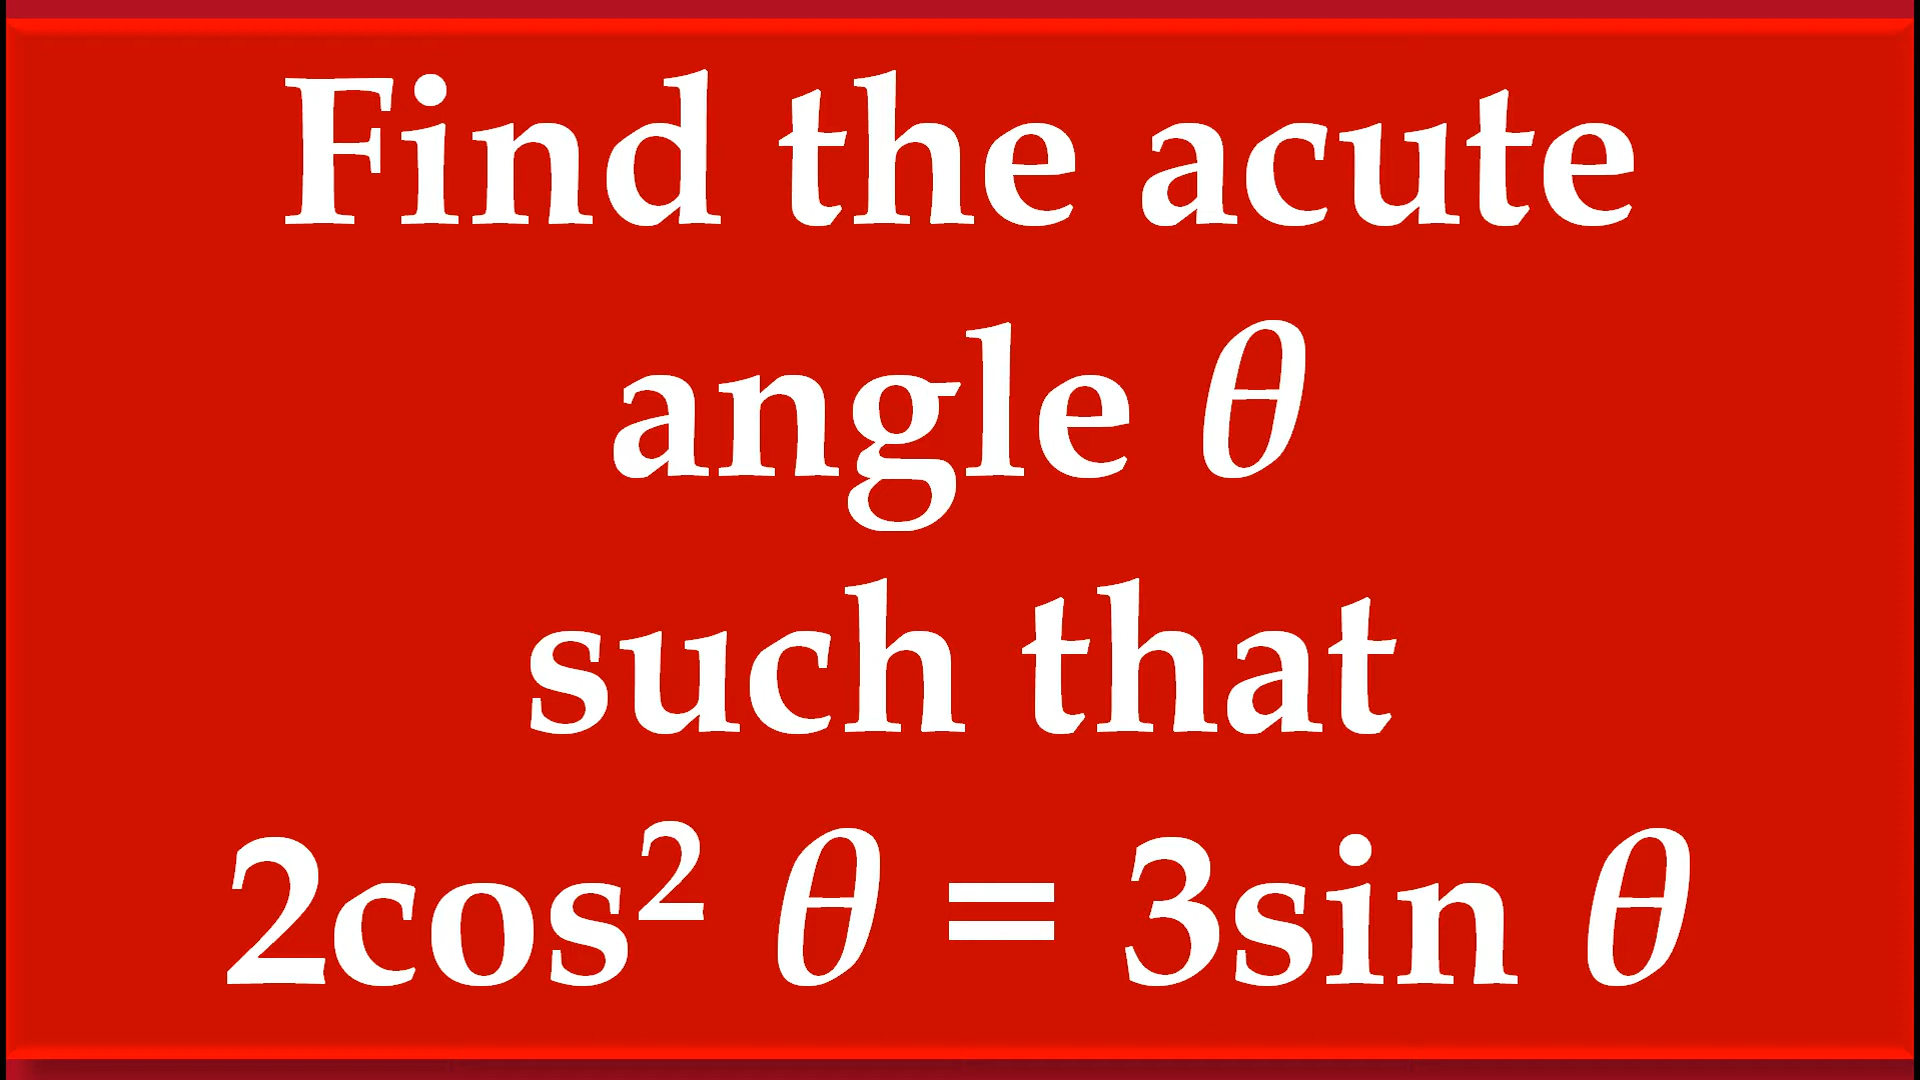 Find the acute
angle θ
such that
2cos² θ = 3sin θ